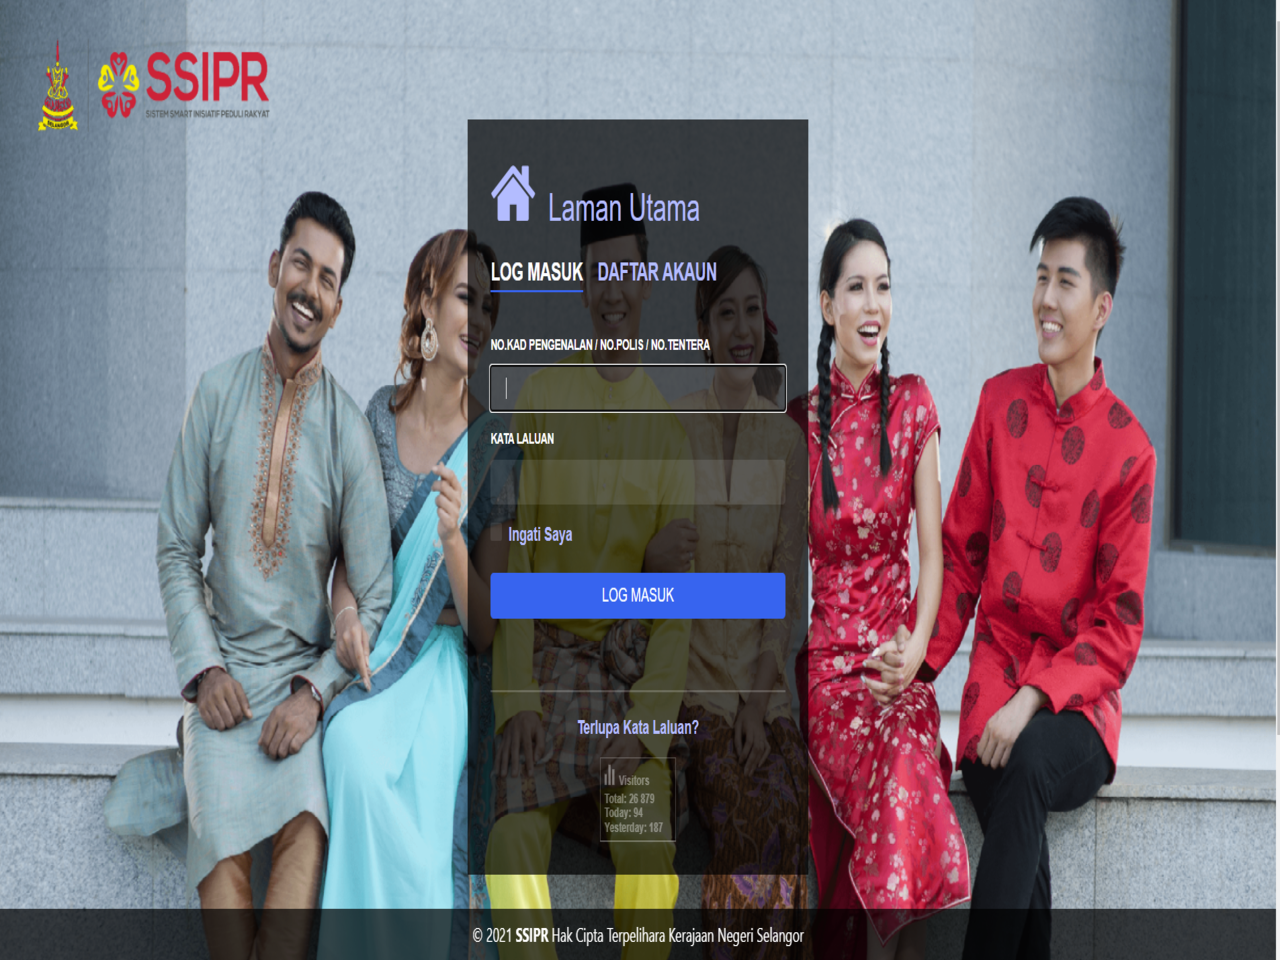 SSIPR
SISTEM SMART INISIATIF PEDULI RAKYAT
SELANGOR
Laman Utama
LOG MASUK DAFTAR AKAUN
NO.KAD PENGENALAN / NO.POLIS / NO.TENTERA
KATA LALUAN
Ingati Saya
LOG MASUK
Terlupa Kata Laluan?
Visitors
Total: 26 879
Today: 94
Yesterday: 187
© 2021 SSIPR Hak Cipta Terpelihara Kerajaan Negeri Selangor